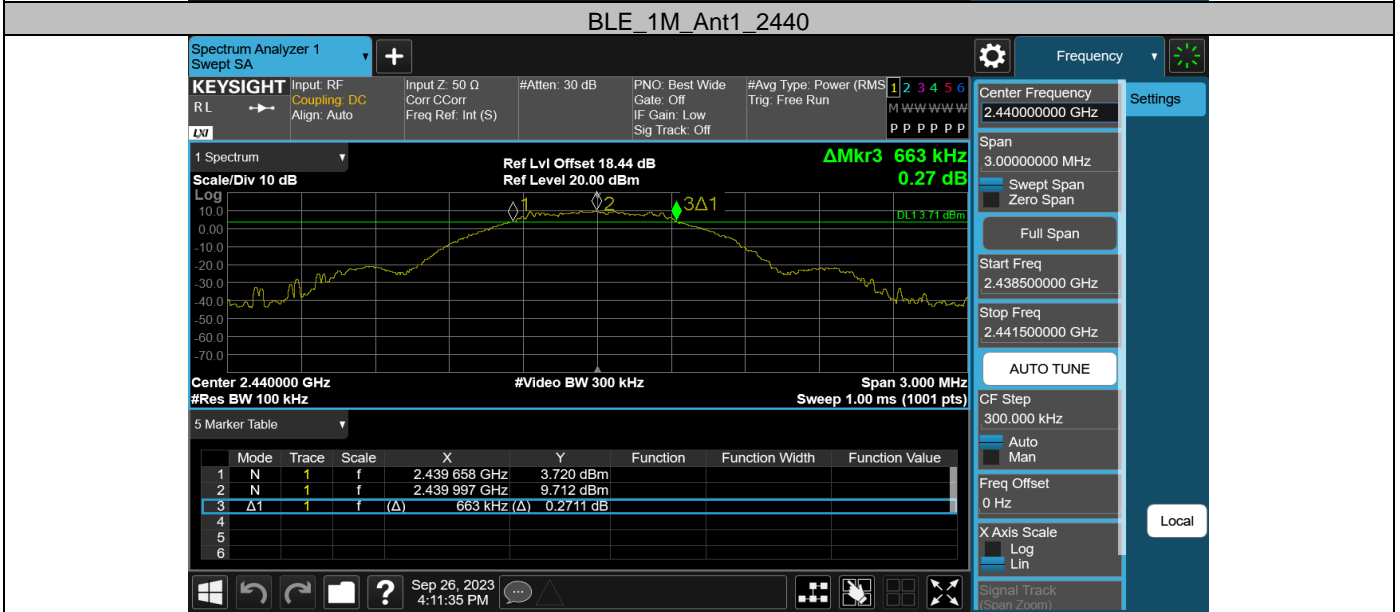 BLE_1M_Ant1_2440
Spectrum Analyzer 1
Swept SA
+
Frequency
KEYSIGHT
R L
LXI
Input: RF
Coupling: DC
Align: Auto
Input Z: 50 Ω
Corr CCorr
Freq Ref: Int (S)
#Atten: 30 dB
PNO: Best Wide
Gate: Off
IF Gain: Low
Sig Track: Off
#Avg Type: Power (RMS
Trig: Free Run
1 2 3 4 5 6
M W W W W W
P P P P P P
1 Spectrum
Scale/Div 10 dB
Ref Lvl Offset 18.44 dB
Ref Level 20.00 dBm
ΔMkr3 663 kHz
0.27 dB
Log
10.0
0.00
-10.0
-20.0
-30.0
-40.0
-50.0
-60.0
-70.0
1
2
3Δ1
DL1 3.71 dBm
Center 2.440000 GHz
#Video BW 300 kHz
Span 3.000 MHz
#Res BW 100 kHz
Sweep 1.00 ms (1001 pts)
5 Marker Table
Mode Trace Scale X Y Function Function Width Function Value
1 N 1 f 2.439 658 GHz 3.720 dBm
2 N 1 f 2.439 997 GHz 9.712 dBm
3 Δ1 1 f (Δ) 663 kHz (Δ) 0.2711 dB
4
5
6
?
Sep 26, 2023
4:11:35 PM
Center Frequency
2.440000000 GHz
Span
3.00000000 MHz
Swept Span
Zero Span
Full Span
Start Freq
2.438500000 GHz
Stop Freq
2.441500000 GHz
AUTO TUNE
CF Step
300.000 kHz
Auto
Man
Freq Offset
0 Hz
X Axis Scale
Log
Lin
Signal Track
(Span Zoom)
Settings
Local